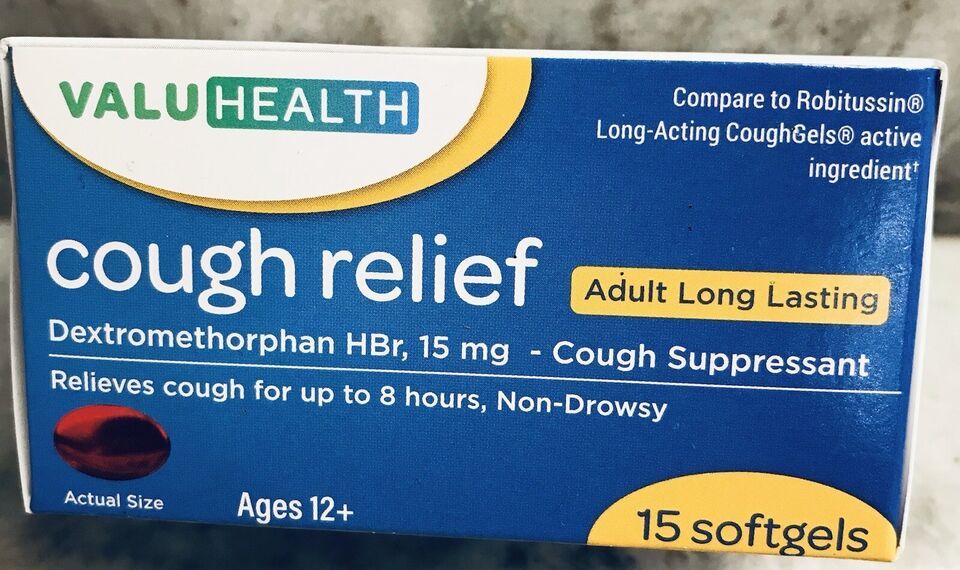 VALUHEALTH
Compare to Robitussin®
Long-Acting CoughGels® active
ingredient†
cough relief
Adult Long Lasting
Dextromethorphan HBr, 15 mg - Cough Suppressant
Relieves cough for up to 8 hours, Non-Drowsy
Actual Size
Ages 12+
15 softgels